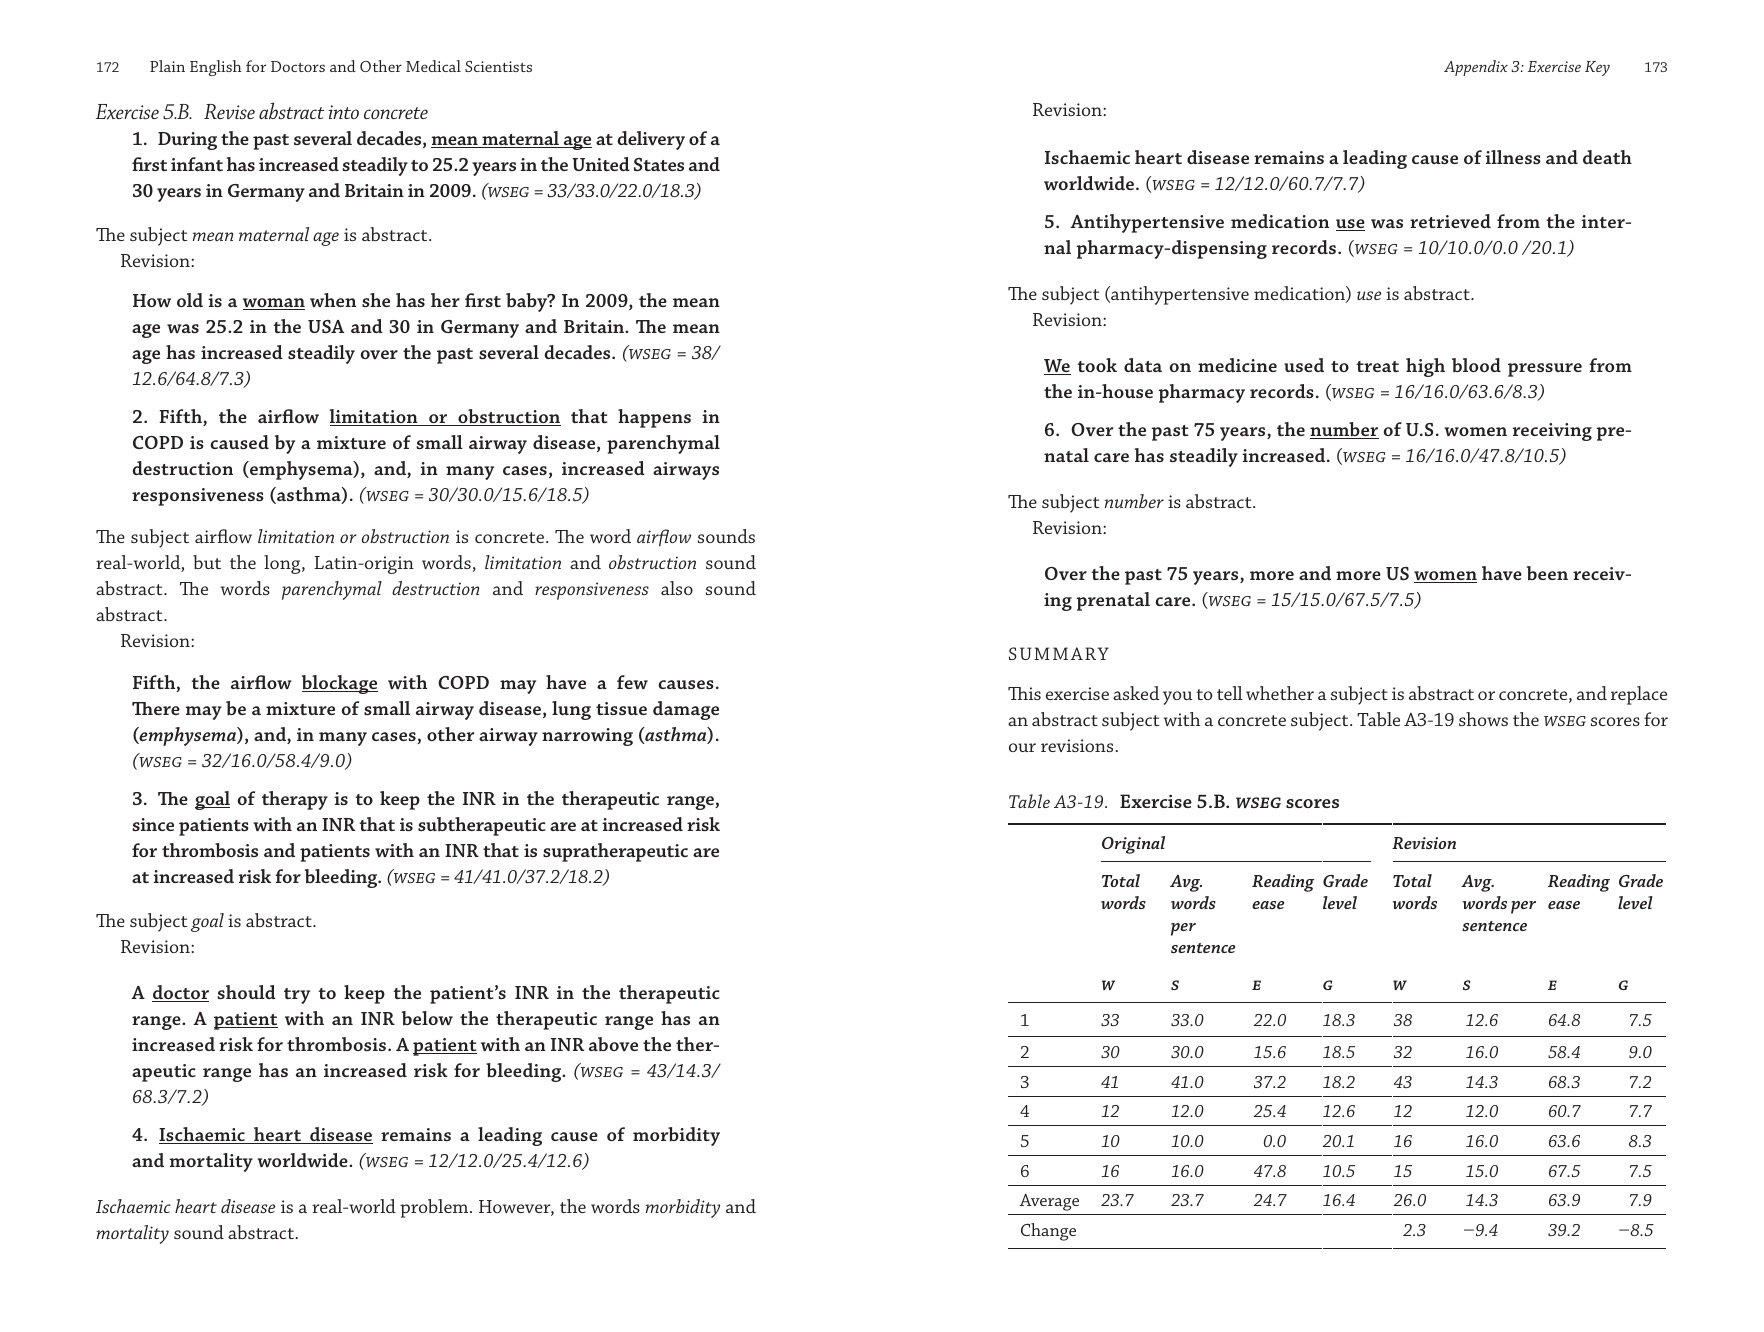 172 Plain English for Doctors and Other Medical Scientists
Exercise 5.B. Revise abstract into concrete
1. During the past several decades, mean maternal age at delivery of a
first infant has increased steadily to 25.2 years in the United States and
30 years in Germany and Britain in 2009. (WSEG = 33/33.0/22.0/18.3)
The subject mean maternal age is abstract.
Revision:
How old is a woman when she has her first baby? In 2009, the mean
age was 25.2 in the USA and 30 in Germany and Britain. The mean
age has increased steadily over the past several decades. (WSEG = 38/
12.6/64.8/7.3)
2. Fifth, the airflow limitation or obstruction that happens in
COPD is caused by a mixture of small airway disease, parenchymal
destruction (emphysema), and, in many cases, increased airways
responsiveness (asthma). (WSEG = 30/30.0/15.6/18.5)
The subject airflow limitation or obstruction is concrete. The word airflow sounds
real-world, but the long, Latin-origin words, limitation and obstruction sound
abstract. The words parenchymal destruction and responsiveness also sound
abstract.
Revision:
Fifth, the airflow blockage with COPD may have a few causes.
There may be a mixture of small airway disease, lung tissue damage
(emphysema), and, in many cases, other airway narrowing (asthma).
(WSEG = 32/16.0/58.4/9.0)
3. The goal of therapy is to keep the INR in the therapeutic range,
since patients with an INR that is subtherapeutic are at increased risk
for thrombosis and patients with an INR that is supratherapeutic are
at increased risk for bleeding. (WSEG = 41/41.0/37.2/18.2)
The subject goal is abstract.
Revision:
A doctor should try to keep the patient's INR in the therapeutic
range. A patient with an INR below the therapeutic range has an
increased risk for thrombosis. A patient with an INR above the ther-
apeutic range has an increased risk for bleeding. (WSEG = 43/14.3/
68.3/7.2)
4. Ischaemic heart disease remains a leading cause of morbidity
and mortality worldwide. (WSEG = 12/12.0/25.4/12.6)
Ischaemic heart disease is a real-world problem. However, the words morbidity and
mortality sound abstract.
Appendix 3: Exercise Key 173
Revision:
Ischaemic heart disease remains a leading cause of illness and death
worldwide. (WSEG = 12/12.0/60.7/7.7)
5. Antihypertensive medication use was retrieved from the inter-
nal pharmacy-dispensing records. (WSEG = 10/10.0/0.0 /20.1)
The subject (antihypertensive medication) use is abstract.
Revision:
We took data on medicine used to treat high blood pressure from
the in-house pharmacy records. (WSEG = 16/16.0/63.6/8.3)
6. Over the past 75 years, the number of U.S. women receiving pre-
natal care has steadily increased. (WSEG = 16/16.0/47.8/10.5)
The subject number is abstract.
Revision:
Over the past 75 years, more and more US women have been receiv-
ing prenatal care. (WSEG = 15/15.0/67.5/7.5)
SUMMARY
This exercise asked you to tell whether a subject is abstract or concrete, and replace
an abstract subject with a concrete subject. Table A3-19 shows the WSEG scores for
our revisions.
Table A3-19. Exercise 5.B. WSEG scores
Original Revision
Total Avg. Reading Grade Total Avg. Reading Grade
words words ease level words words per ease level
per sentence
sentence
W S E G W S E G
1 33 33.0 22.0 18.3 38 12.6 64.8 7.5
2 30 30.0 15.6 18.5 32 16.0 58.4 9.0
3 41 41.0 37.2 18.2 43 14.3 68.3 7.2
4 12 12.0 25.4 12.6 12 12.0 60.7 7.7
5 10 10.0 0.0 20.1 16 16.0 63.6 8.3
6 16 16.0 47.8 10.5 15 15.0 67.5 7.5
Average 23.7 23.7 24.7 16.4 26.0 14.3 63.9 7.9
Change 2.3 −9.4 39.2 −8.5